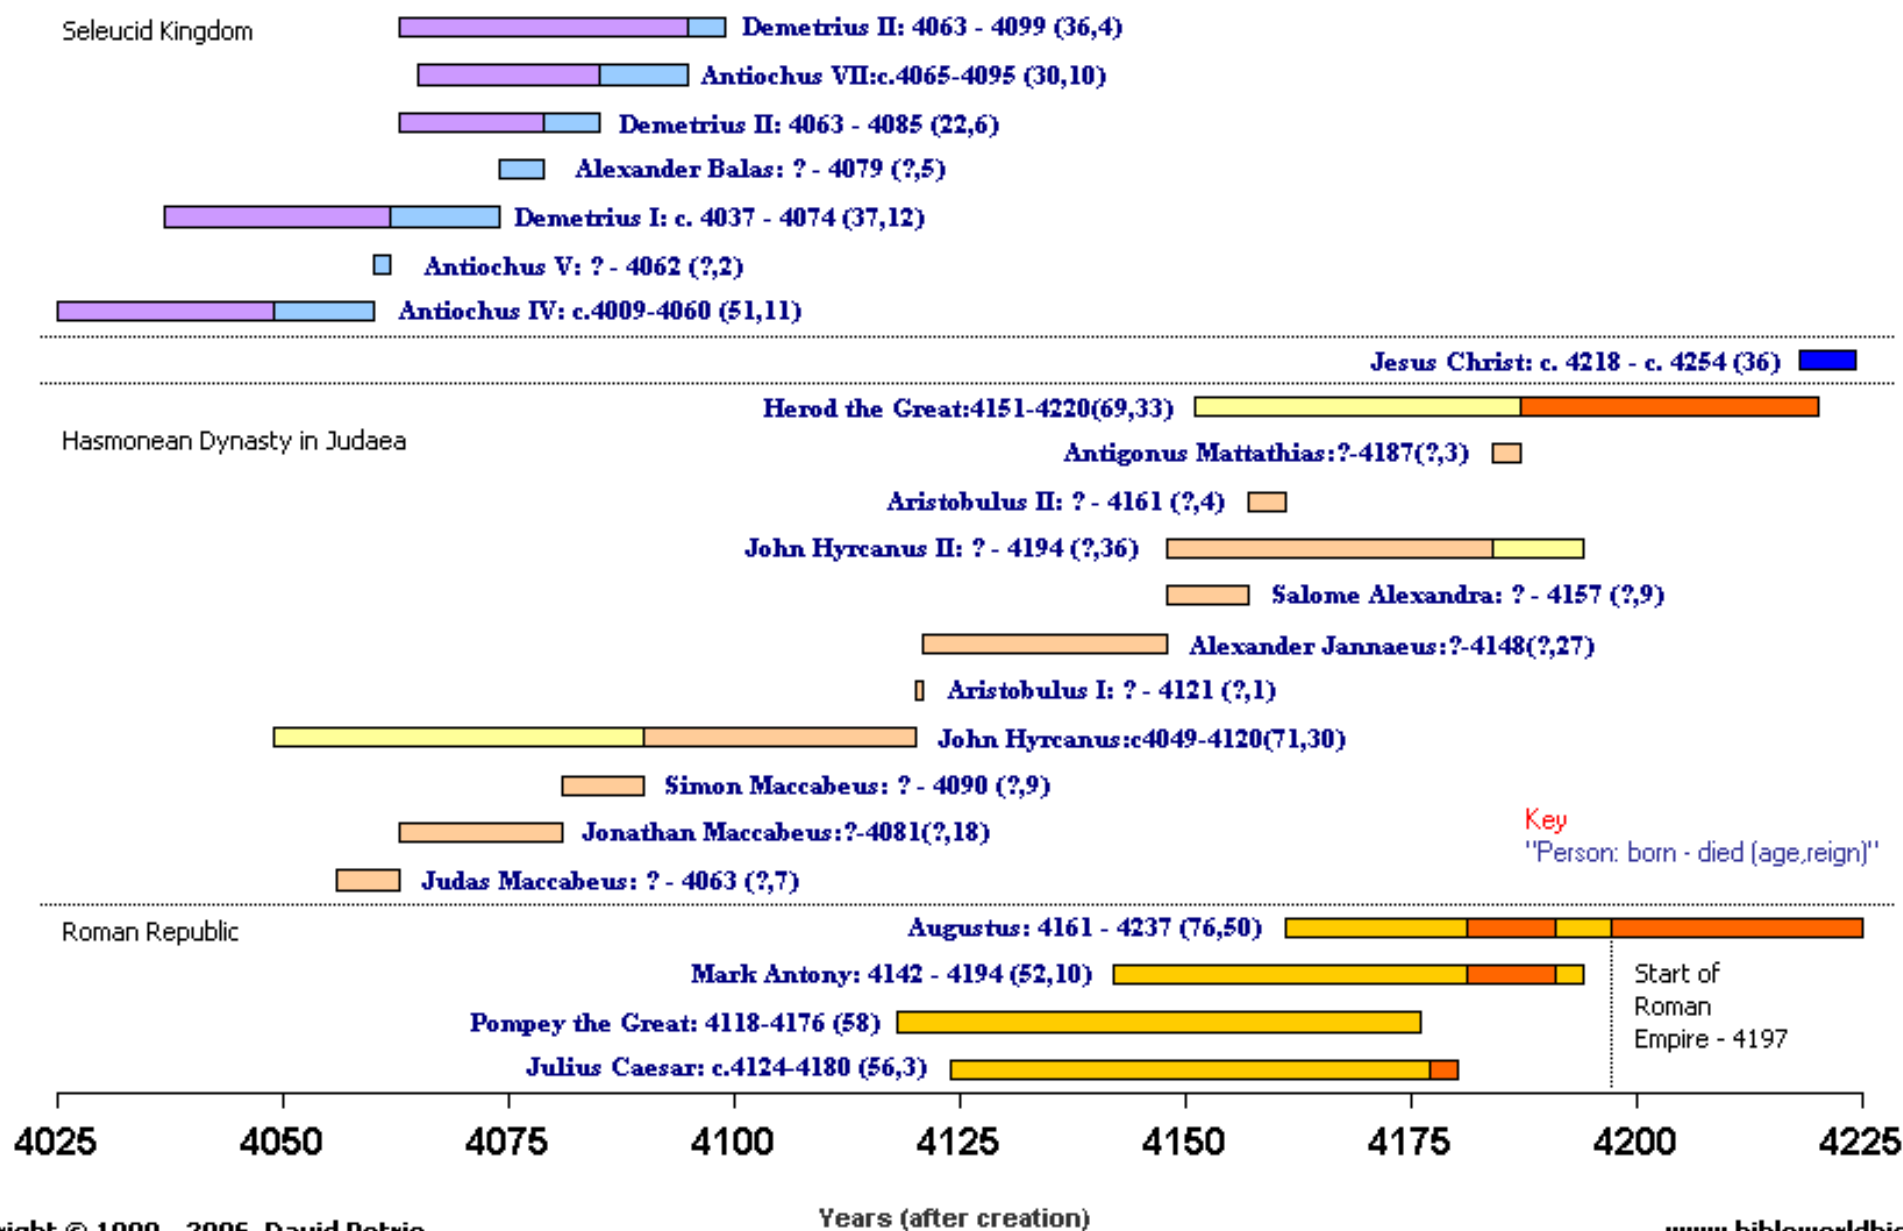 Seleucid Kingdom
Demetrius II: 4063 - 4099 (36,4)
Antiochus VII:c.4065-4095 (30,10)
Demetrius II: 4063 - 4085 (22,6)
Alexander Balas: ? - 4079 (?,5)
Demetrius I: c. 4037 - 4074 (37,12)
Antiochus V: ? - 4062 (?,2)
Antiochus IV: c.4009-4060 (51,11)
Jesus Christ: c. 4218 - c. 4254 (36)
Herod the Great:4151-4220(69,33)
Hasmonean Dynasty in Judaea
Antigonus Mattathias:?-4187(?,3)
Aristobulus II: ? - 4161 (?,4)
John Hyrcanus II: ? - 4194 (?,36)
Salome Alexandra: ? - 4157 (?,9)
Alexander Jannaeus:?-4148(?,27)
Aristobulus I: ? - 4121 (?,1)
John Hyrcanus:c4049-4120(71,30)
Simon Maccabeus: ? - 4090 (?,9)
Jonathan Maccabeus:?-4081(?,18)
Judas Maccabeus: ? - 4063 (?,7)
Key
"Person: born - died (age,reign)"
Roman Republic
Augustus: 4161 - 4237 (76,50)
Mark Antony: 4142 - 4194 (52,10)
Pompey the Great: 4118-4176 (58)
Julius Caesar: c.4124-4180 (56,3)
Start of
Roman
Empire - 4197
4025 4050 4075 4100 4125 4150 4175 4200 4225
Years (after creation)